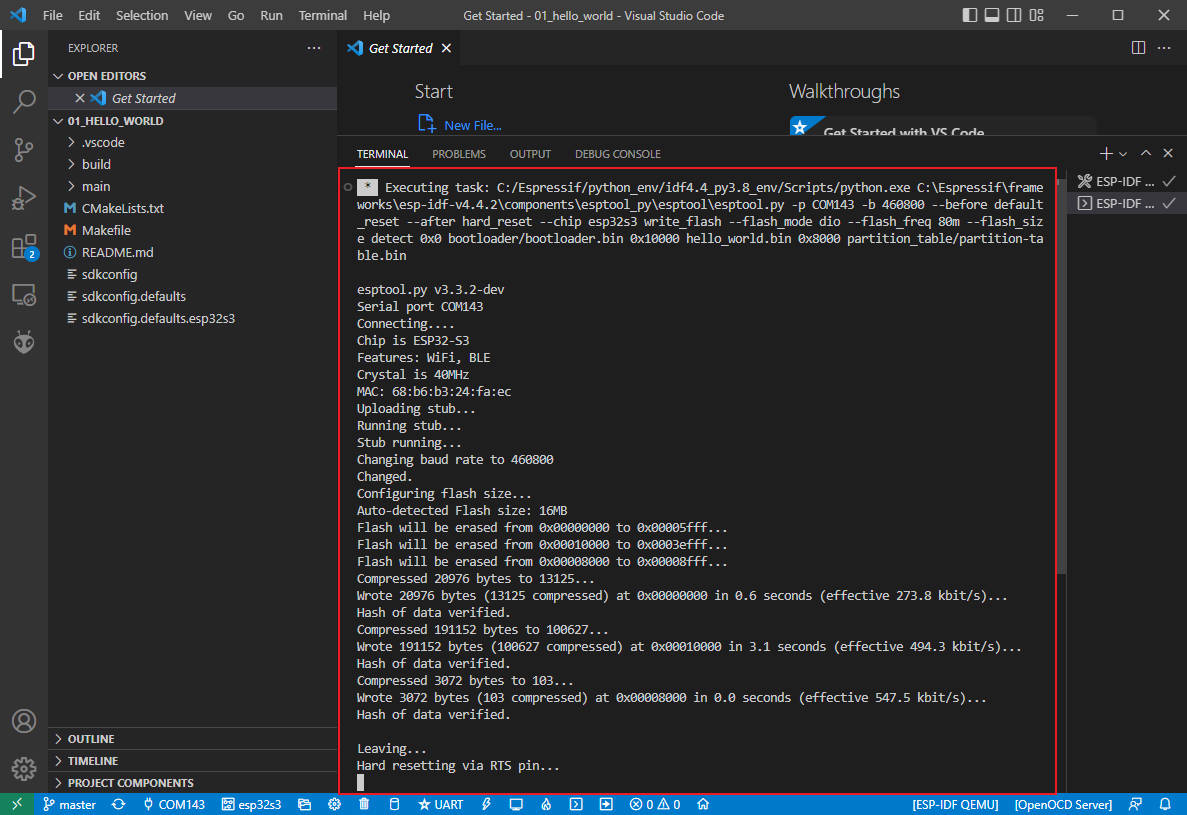 File Edit Selection View Go Run Terminal Help Get Started - 01_hello_world - Visual Studio Code
EXPLORER
OPEN EDITORS
Get Started
01_HELLO_WORLD
.vscode
build
main
CMakeLists.txt
Makefile
README.md
sdkconfig
sdkconfig.defaults
sdkconfig.defaults.esp32s3
OUTLINE
TIMELINE
PROJECT COMPONENTS
2
Get Started
Start
New File...
Walkthroughs
Get Started with VS Code
TERMINAL PROBLEMS OUTPUT DEBUG CONSOLE
ESP-IDF ...
ESP-IDF ...
* Executing task: C:/Espressif/python_env/idf4.4_py3.8_env/Scripts/python.exe C:\Espressif\frame
works\esp-idf-v4.4.2\components\esptool_py\esptool\esptool.py -p COM143 -b 460800 --before default
_reset --after hard_reset --chip esp32s3 write_flash --flash_mode dio --flash_freq 80m --flash_siz
e detect 0x0 bootloader/bootloader.bin 0x10000 hello_world.bin 0x8000 partition_table/partition-ta
ble.bin
esptool.py v3.3.2-dev
Serial port COM143
Connecting....
Chip is ESP32-S3
Features: WiFi, BLE
Crystal is 40MHz
MAC: 68:b6:b3:24:fa:ec
Uploading stub...
Running stub...
Stub running...
Changing baud rate to 460800
Changed.
Configuring flash size...
Auto-detected Flash size: 16MB
Flash will be erased from 0x00000000 to 0x00005fff...
Flash will be erased from 0x00010000 to 0x0003efff...
Flash will be erased from 0x00008000 to 0x00008fff...
Compressed 20976 bytes to 13125...
Wrote 20976 bytes (13125 compressed) at 0x00000000 in 0.6 seconds (effective 273.8 kbit/s)...
Hash of data verified.
Compressed 191152 bytes to 100627...
Wrote 191152 bytes (100627 compressed) at 0x00010000 in 3.1 seconds (effective 494.3 kbit/s)...
Hash of data verified.
Compressed 3072 bytes to 103...
Wrote 3072 bytes (103 compressed) at 0x00008000 in 0.0 seconds (effective 547.5 kbit/s)...
Hash of data verified.
Leaving...
Hard resetting via RTS pin...
master COM143 esp32s3 UART 0 0 [ESP-IDF QEMU] [OpenOCD Server]